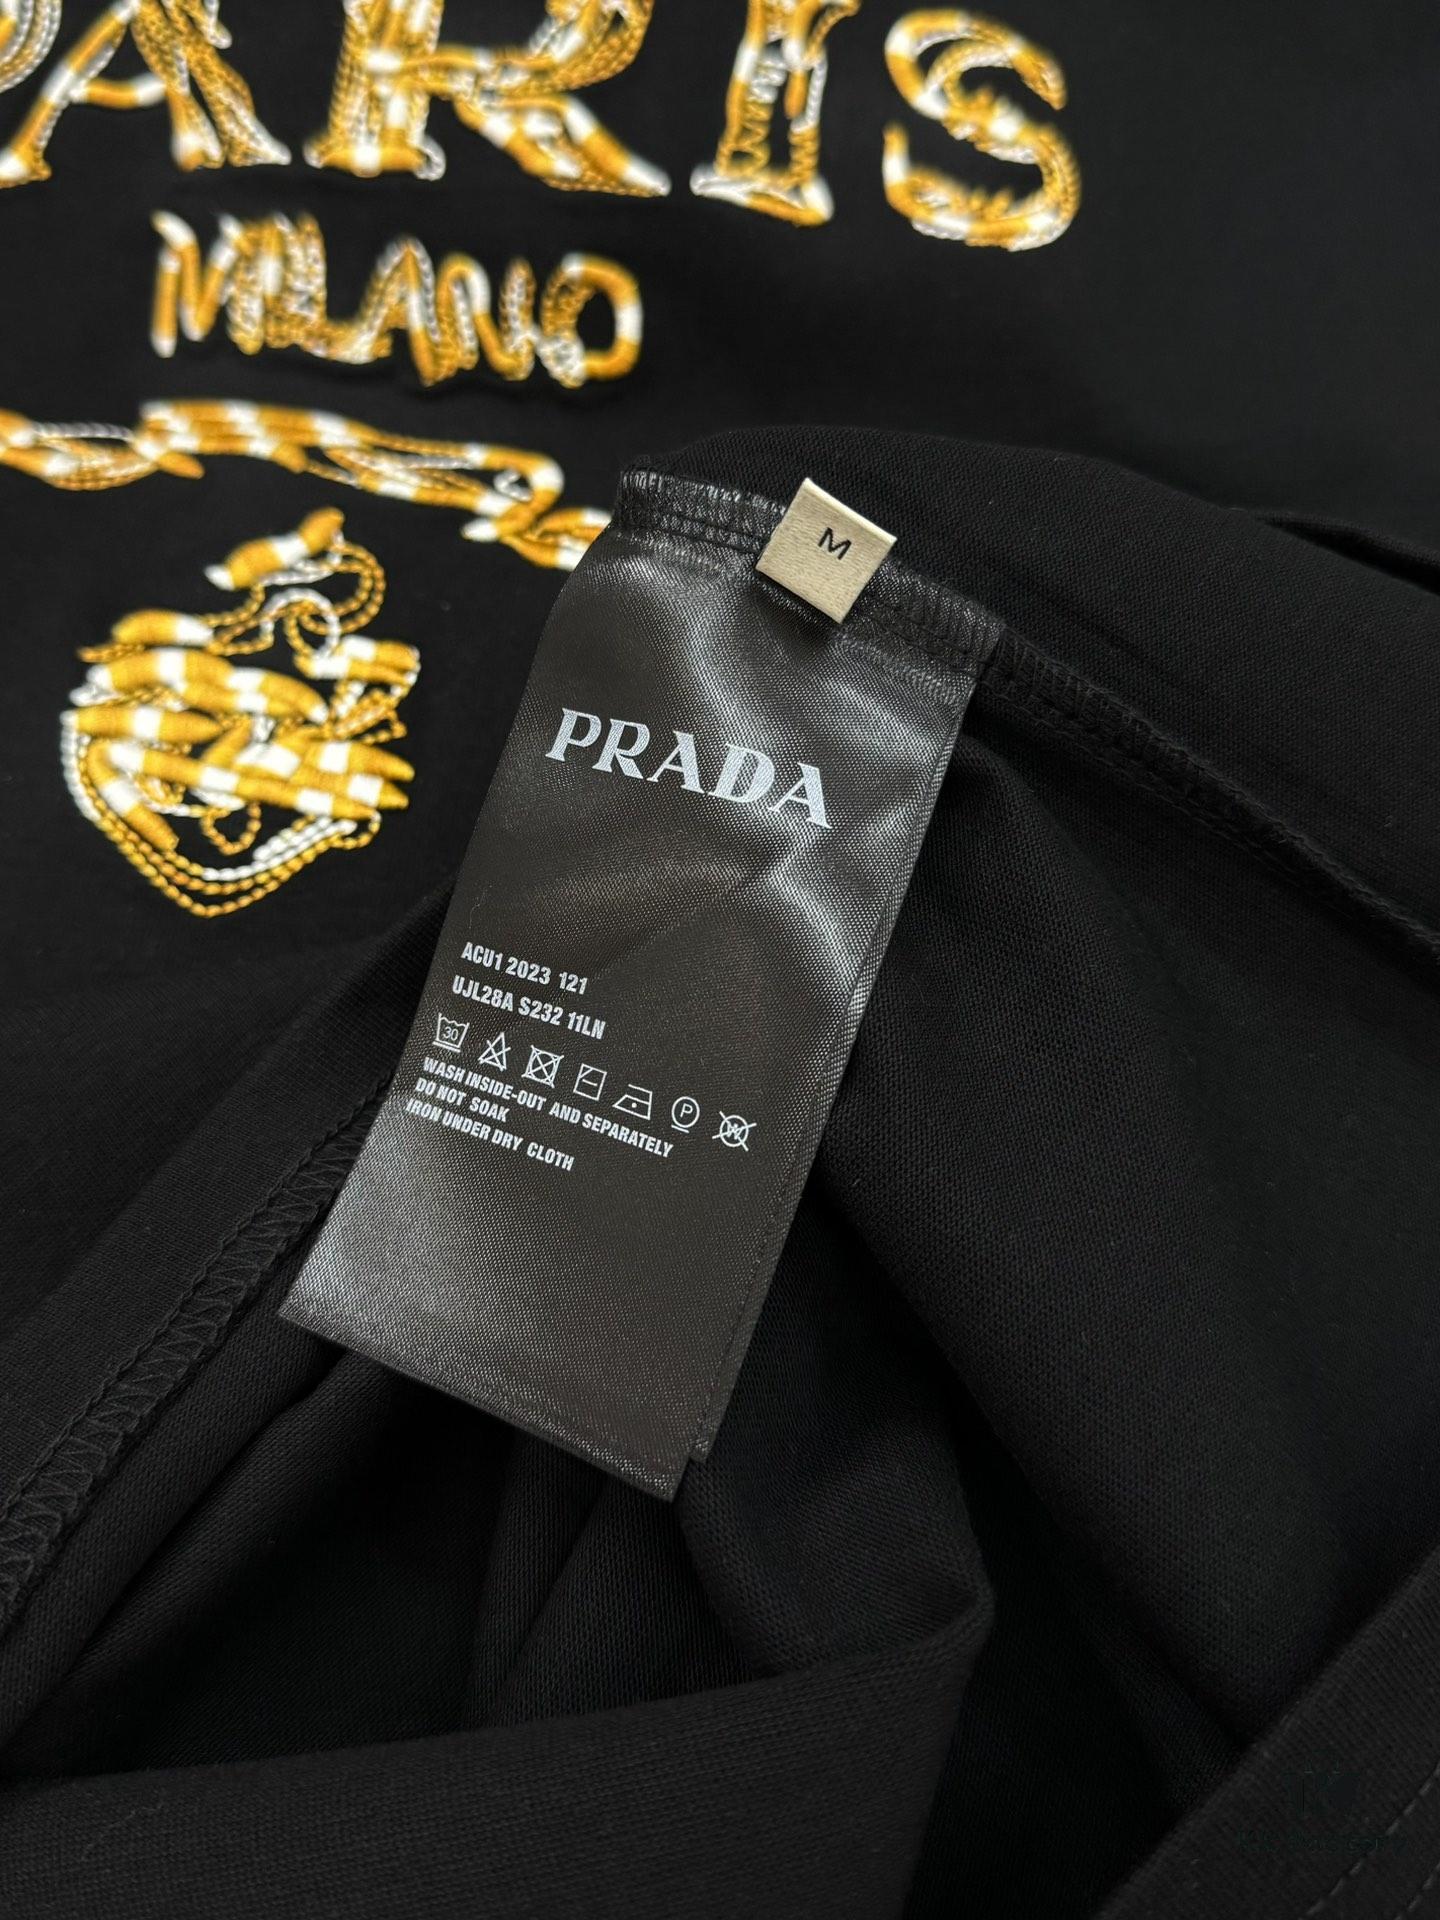 PARIS
MILANO
M
PRADA
ACU1 2023 121
UJL28A S232 11LN
30
P
W
WASH INSIDE-OUT AND SEPARATELY
DO NOT SOAK
IRON UNDER DRY CLOTH